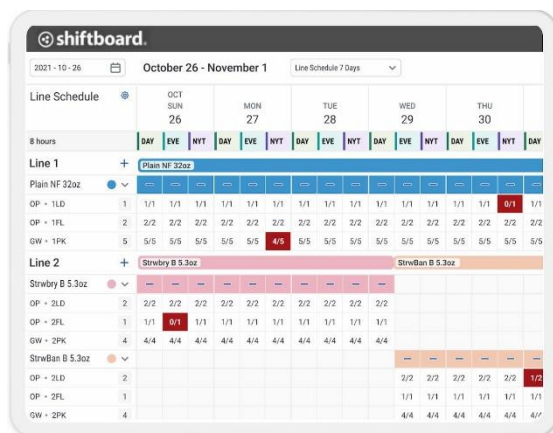 shiftboard.
2021 - 10 - 26 October 26 - November 1 Line Schedule 7 Days
Line Schedule OCT
SUN MON TUE WED THU
26 27 28 29 30
8 hours DAY EVE NYT DAY EVE NYT DAY EVE NYT DAY EVE NYT DAY EVE NYT DAY
Line 1 + Plain NF 32oz
Plain NF 32oz
OP • 1LD 1 1/1 1/1 1/1 1/1 1/1 1/1 1/1 1/1 1/1 1/1 1/1 1/1 1/1 1/1 0/1 1/1
OP • 1FL 2 2/2 2/2 2/2 2/2 2/2 2/2 2/2 2/2 2/2 2/2 2/2 2/2 2/2 2/2 2/2 2/2
GW • 1PK 5 5/5 5/5 5/5 5/5 5/5 4/5 5/5 5/5 5/5 5/5 5/5 5/5 5/5 5/5 5/5 5/5
Line 2 + Strwbry B 5.3oz StrwBan B 5.3oz
Strwbry B 5.3oz
OP • 2LD 2 2/2 2/2 2/2 2/2 2/2 2/2 2/2 2/2 2/2 2/2
OP • 2FL 1 1/1 0/1 1/1 1/1 1/1 1/1 1/1 1/1 1/1 1/1
GW • 2PK 4 4/4 4/4 4/4 4/4 4/4 4/4 4/4 4/4 4/4 4/4
StrwBan B 5.3oz
OP • 2LD 2 2/2 2/2 2/2 2/2 2/2 1/2
OP • 2FL 1 1/1 1/1 1/1 1/1 1/1 1/1
GW • 2PK 4 4/4 4/4 4/4 4/4 4/4 4/4